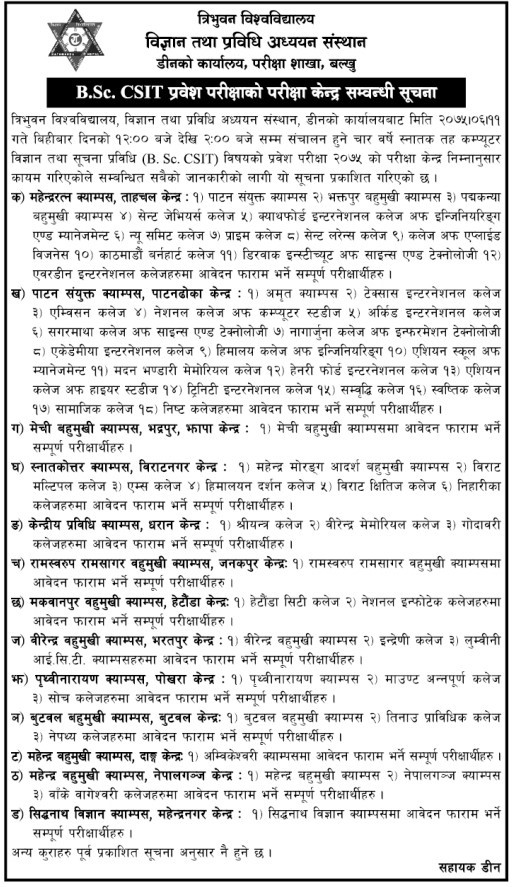 त्रिभुवन विश्वविद्यालय
विज्ञान तथा प्रविधि अध्ययन संस्थान
डीनको कार्यालय, परीक्षा शाखा, बल्खु
B.Sc. CSIT प्रवेश परीक्षाको परीक्षा केन्द्र सम्वन्धी सूचना
त्रिभुवन विश्वविद्यालय, विज्ञान तथा प्रविधि अध्ययन संस्थान, डीनको कार्यालयबाट मिति २०७५।०६।११
गते बिहीबार दिनको १२:०० बजे देखि २:०० बजे सम्म संचालन हुने चार वर्षे स्नातक तह कम्प्यूटर
विज्ञान तथा सूचना प्रविधि (B. Sc. CSIT) विषयको प्रवेश परीक्षा २०७५ को परीक्षा केन्द्र निम्नानुसार
कायम गरिएकोले सम्बन्धित सबैको जानकारीको लागी यो सूचना प्रकाशित गरिएको छ ।
क) महेन्द्ररत्न क्याम्पस, ताहचल केन्द्र : १) पाटन संयुक्त क्याम्पस २) भक्तपुर बहुमुखी क्याम्पस ३) पद्मकन्या
बहुमुखी क्याम्पस ४) सेन्ट जेभियर्स कलेज ५) क्याथफोर्ड इन्टरनेशनल कलेज अफ इन्जिनियरिङ्ग
एण्ड म्यानेजमेण्ट ६) न्यू समिट कलेज ७) प्राइम कलेज ८) सेन्ट लरेन्स कलेज ९) कलेज अफ एप्लाईड
विजनेस १०) काठमाडौं बर्नहार्ट कलेज ११) डिरवाक इन्स्टीच्यूट अफ साइन्स एण्ड टेक्नोलोजी १२)
एवरडीन इन्टरनेशनल कलेजहरुमा आवेदन फाराम भर्ने सम्पूर्ण परीक्षार्थीहरु ।
ख) पाटन संयुक्त क्याम्पस, पाटनढोका केन्द्र : १) अमृत क्याम्पस २) टेक्सास इन्टरनेशनल कलेज
३) एम्विसन कलेज ४) नेशनल कलेज अफ कम्प्यूटर स्टडीज ५) अर्किड इन्टरनेशनल कलेज
६) सगरमाथा कलेज अफ साइन्स एण्ड टेक्नोलोजी ७) नागार्जुना कलेज अफ इन्फरमेशन टेक्नोलोजी
८) एकेडेमीया इन्टरनेशनल कलेज ९) हिमालय कलेज अफ इन्जिनियरिङ्ग १०) एशियन स्कूल अफ
म्यानेजमेन्ट ११) मदन भण्डारी मेमोरियल कलेज १२) हेनरी फोर्ड इन्टरनेशनल कलेज १३) एशियन
कलेज अफ हाइयर स्टडीज १४) ट्रिनिटी इन्टरनेशनल कलेज १५) सम्वृद्धि कलेज १६) स्वष्तिक कलेज
१७) सामाजिक कलेज १८) निष्ट कलेजहरुमा आवेदन फाराम भर्ने सम्पूर्ण परीक्षार्थीहरु ।
ग) मेची बहुमुखी क्याम्पस, भद्रपुर, झापा केन्द्र : १) मेची बहुमुखी क्याम्पसमा आवेदन फाराम भर्ने
सम्पूर्ण परीक्षार्थीहरु ।
घ) स्नातकोत्तर क्याम्पस, विराटनगर केन्द्र : १) महेन्द्र मोरङ्ग आदर्श बहुमुखी क्याम्पस २) विराट
मल्टिपल कलेज ३) एम्स कलेज ४) हिमालयन दर्शन कलेज ५) विराट क्षितिज कलेज ६) निहारीका
कलेजहरुमा आवेदन फाराम भर्ने सम्पूर्ण परीक्षार्थीहरु ।
ङ) केन्द्रीय प्रविधि क्याम्पस, धरान केन्द्र : १) श्रीयन्त्र कलेज २) वीरेन्द्र मेमोरियल कलेज ३) गोदावरी
कलेजहरुमा आवेदन फाराम भर्ने सम्पूर्ण परीक्षार्थीहरु ।
च) रामस्वरुप रामसागर वहुमुखी क्याम्पस, जनकपुर केन्द्र: १) रामस्वरुप रामसागर वहुमुखी क्याम्पसमा
आवेदन फाराम भर्ने सम्पूर्ण परीक्षार्थीहरु ।
छ) मकवानपुर बहुमुखी क्याम्पस, हेटौंडा केन्द्र: १) हेटौंडा सिटी कलेज २) नेशनल इन्फोटेक कलेजहरुमा
आवेदन फाराम भर्ने सम्पूर्ण परीक्षार्थीहरु ।
ज) वीरेन्द्र बहुमुखी क्याम्पस, भरतपुर केन्द्र : १) वीरेन्द्र बहुमुखी क्याम्पस २) इन्द्रेणी कलेज ३) लुम्वीनी
आई.सि.टी. क्याम्पसहरुमा आवेदन फाराम भर्ने सम्पूर्ण परीक्षार्थीहरु ।
झ) पृथ्वीनारायण क्याम्पस, पोखरा केन्द्र : १) पृथ्वीनारायण क्याम्पस २) माउण्ट अन्नपूर्ण कलेज
३) सोच कलेजहरुमा आवेदन फाराम भर्ने सम्पूर्ण परीक्षार्थीहरु ।
ञ) बुटवल बहुमुखी क्याम्पस, बुटवल केन्द्र: १) बुटवल बहुमुखी क्याम्पस २) तिनाउ प्राविधिक कलेज
३) नेपथ्य कलेजहरुमा आवेदन फाराम भर्ने सम्पूर्ण परीक्षार्थीहरु ।
ट) महेन्द्र बहुमुखी क्याम्पस, दाङ्ग केन्द्र: १) अम्विकेश्वरी क्याम्पसमा आवेदन फाराम भर्ने सम्पूर्ण परीक्षार्थीहरु ।
ठ) महेन्द्र बहुमुखी क्याम्पस, नेपालगञ्ज केन्द्र : १) महेन्द्र बहुमुखी क्याम्पस २) नेपालगञ्ज क्याम्पस
३) वाँके वागेश्वरी कलेजहरुमा आवेदन फाराम भर्ने सम्पूर्ण परीक्षार्थीहरु ।
ड) सिद्धनाथ विज्ञान क्याम्पस, महेन्द्रनगर केन्द्र : १) सिद्धनाथ विज्ञान क्याम्पसमा आवेदन फाराम भर्ने
सम्पूर्ण परीक्षार्थीहरु ।
अन्य कुराहरु पूर्व प्रकाशित सूचना अनुसार नै हुने छ ।
सहायक डीन